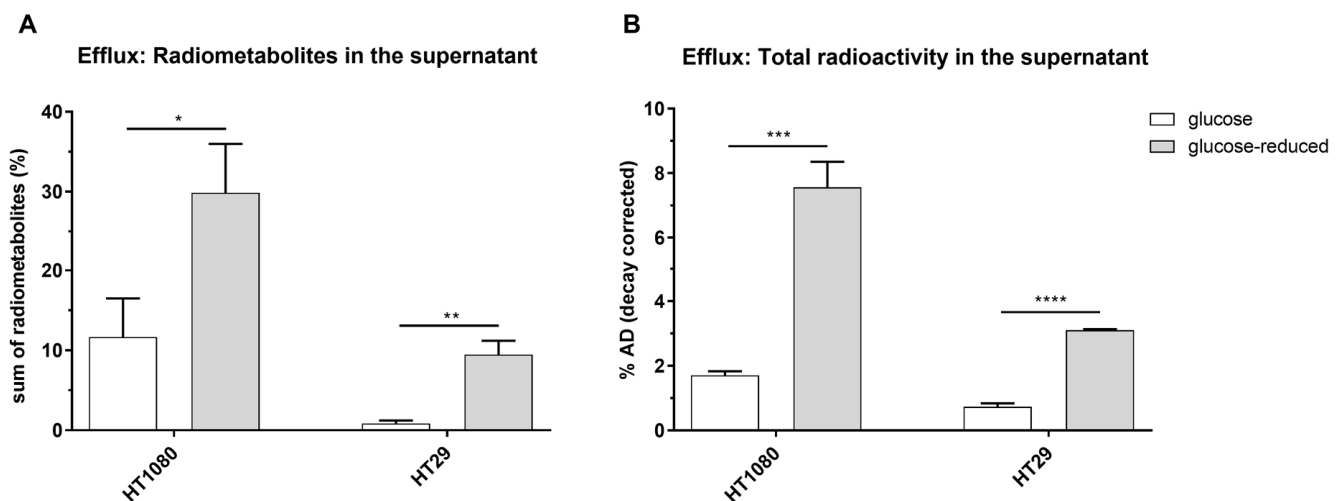 A
Efflux: Radiometabolites in the supernatant
sum of radiometabolites (%)
40
30
20
10
0
*
**
HT1080
HT29
B
Efflux: Total radioactivity in the supernatant
% AD (decay corrected)
10
8
6
4
2
0
***
****
HT1080
HT29
glucose
glucose-reduced